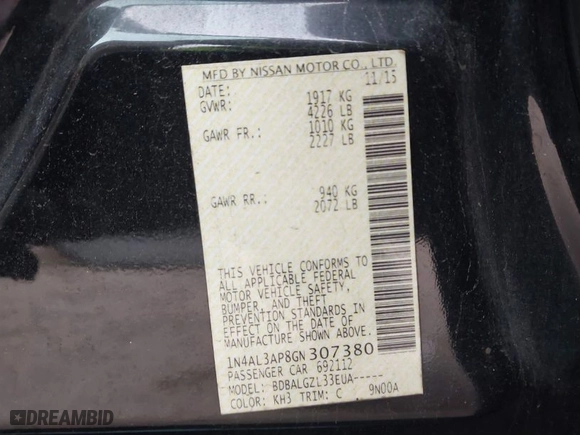 MFD BY NISSAN MOTOR CO., LTD.
DATE: 11/15
GVWR: 1917 KG
4226 LB
GAWR FR.: 1010 KG
2227 LB
GAWR RR.: 940 KG
2072 LB
THIS VEHICLE CONFORMS TO
ALL APPLICABLE FEDERAL
MOTOR VEHICLE SAFETY,
BUMPER, AND THEFT
PREVENTION STANDARDS IN
EFFECT ON THE DATE OF
MANUFACTURE SHOWN ABOVE.
1N4AL3AP8GN307380
PASSENGER CAR 692112
MODEL: BDBALGZL33EUA-----
COLOR: KH3 TRIM: C 9N00A
DREAMBID